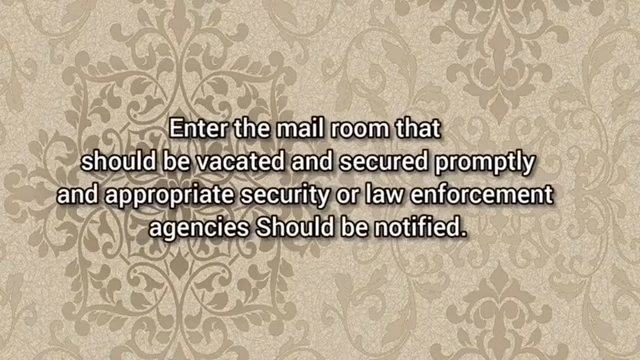 Enter the mail room that
should be vacated and secured promptly
and appropriate security or law enforcement
agencies Should be notified.